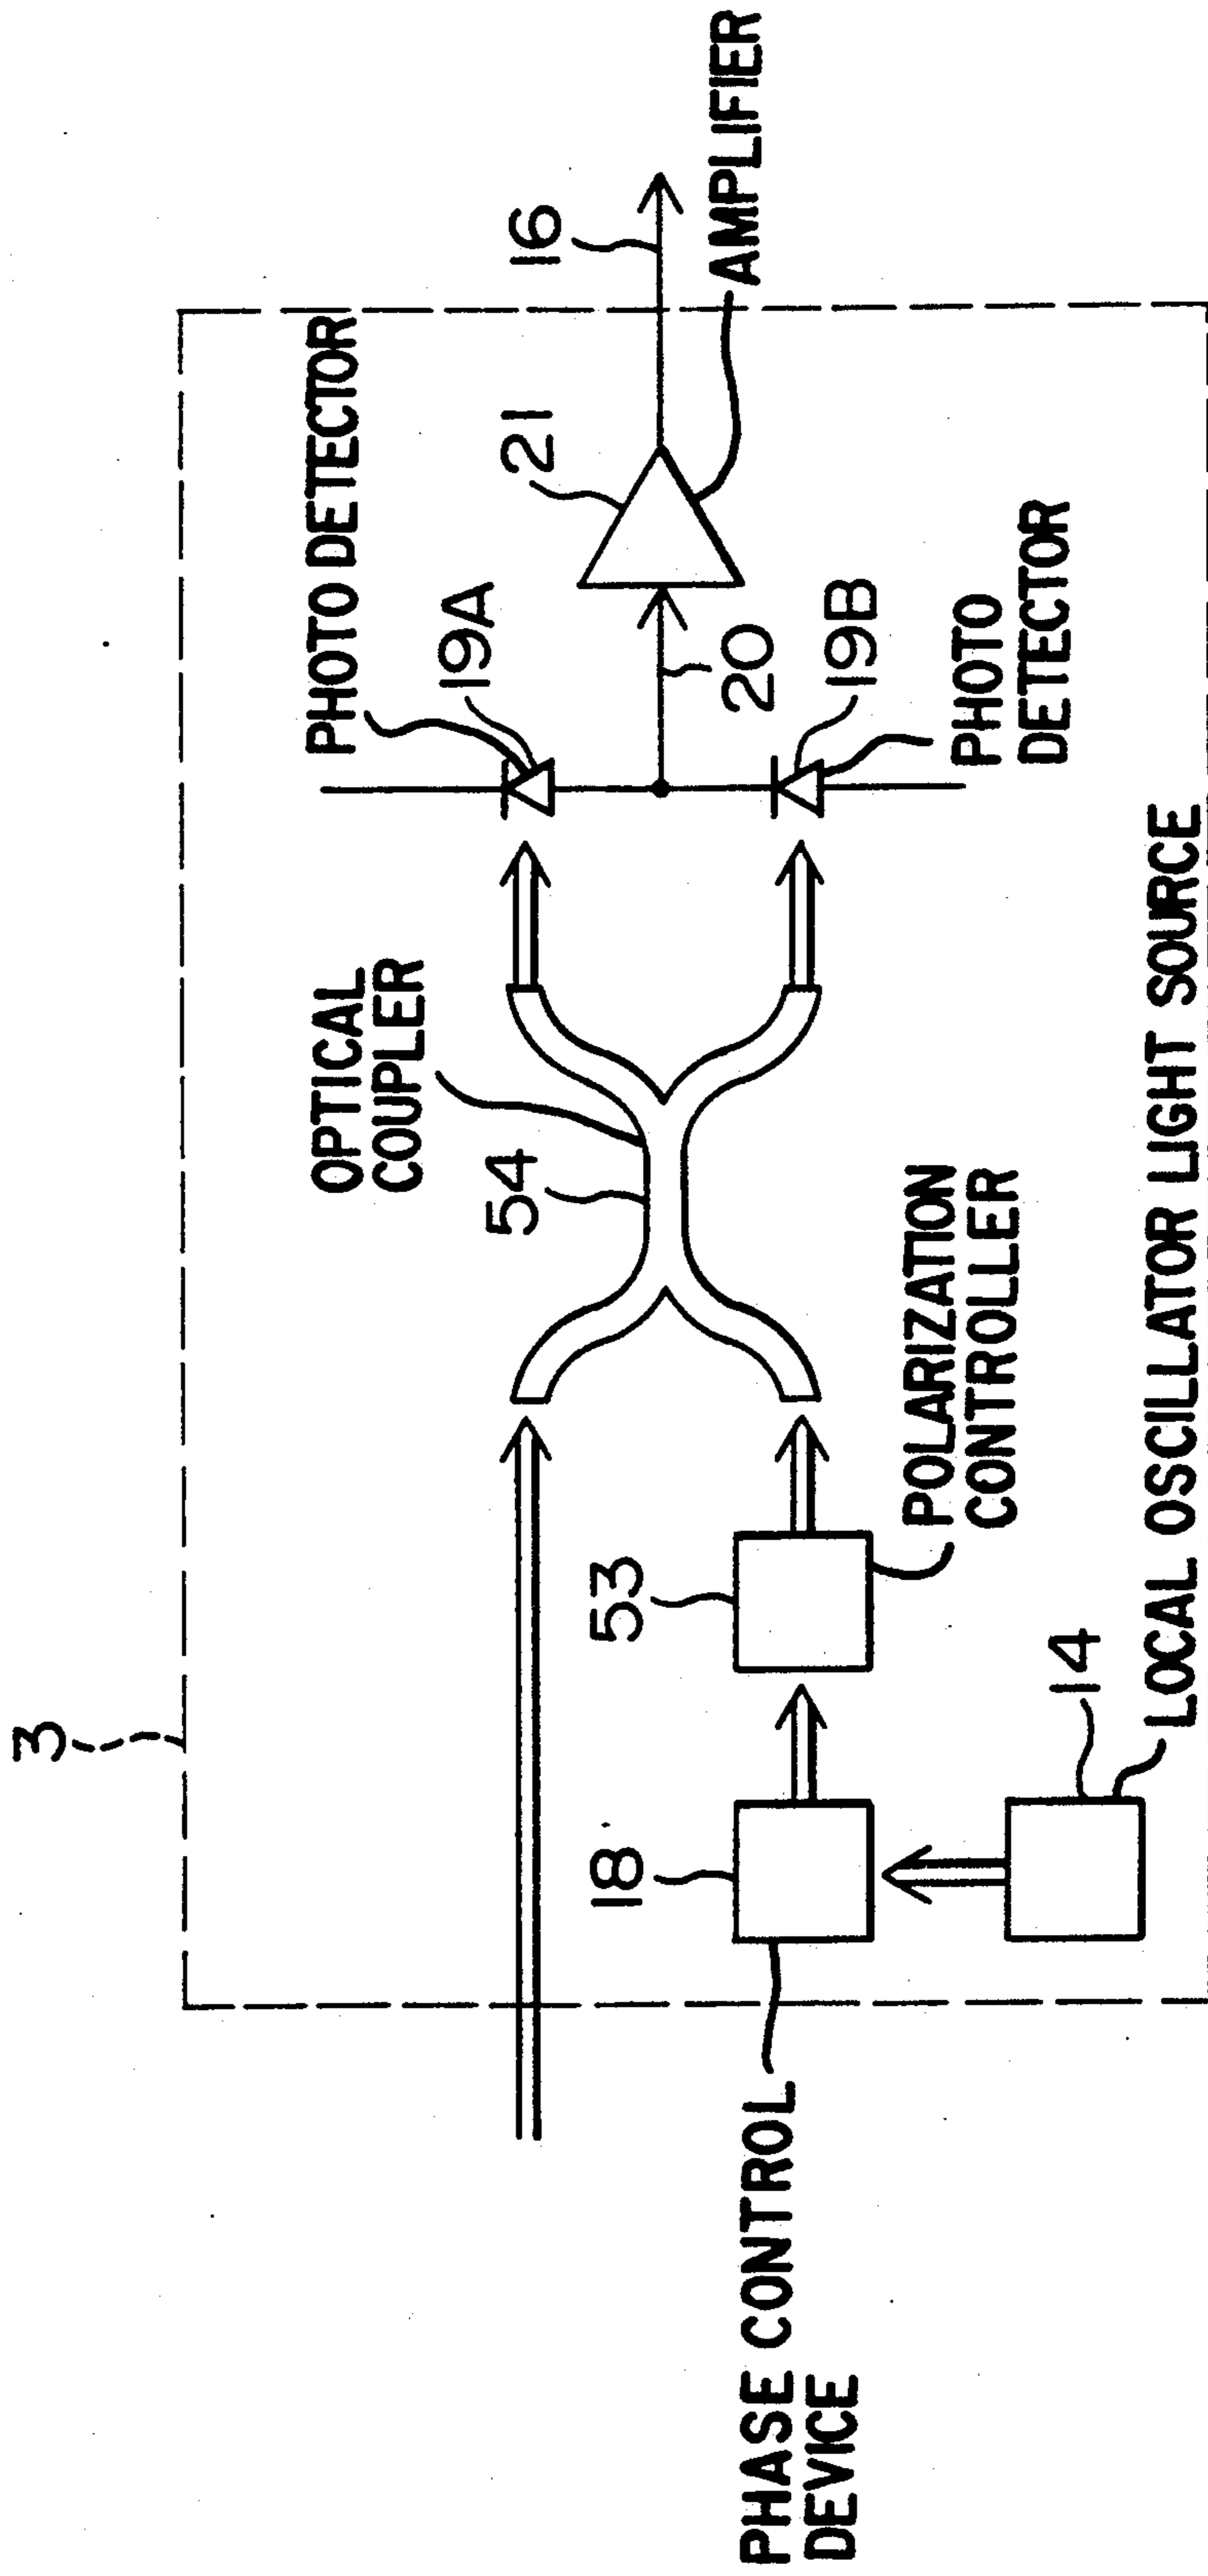 3
PHOTO DETECTOR
16
OPTICAL
COUPLER
19A
21
54
AMPLIFIER
53
18
20
PHASE CONTROL
DEVICE
POLARIZATION
CONTROLLER
19B
PHOTO
DETECTOR
14
LOCAL OSCILLATOR LIGHT SOURCE